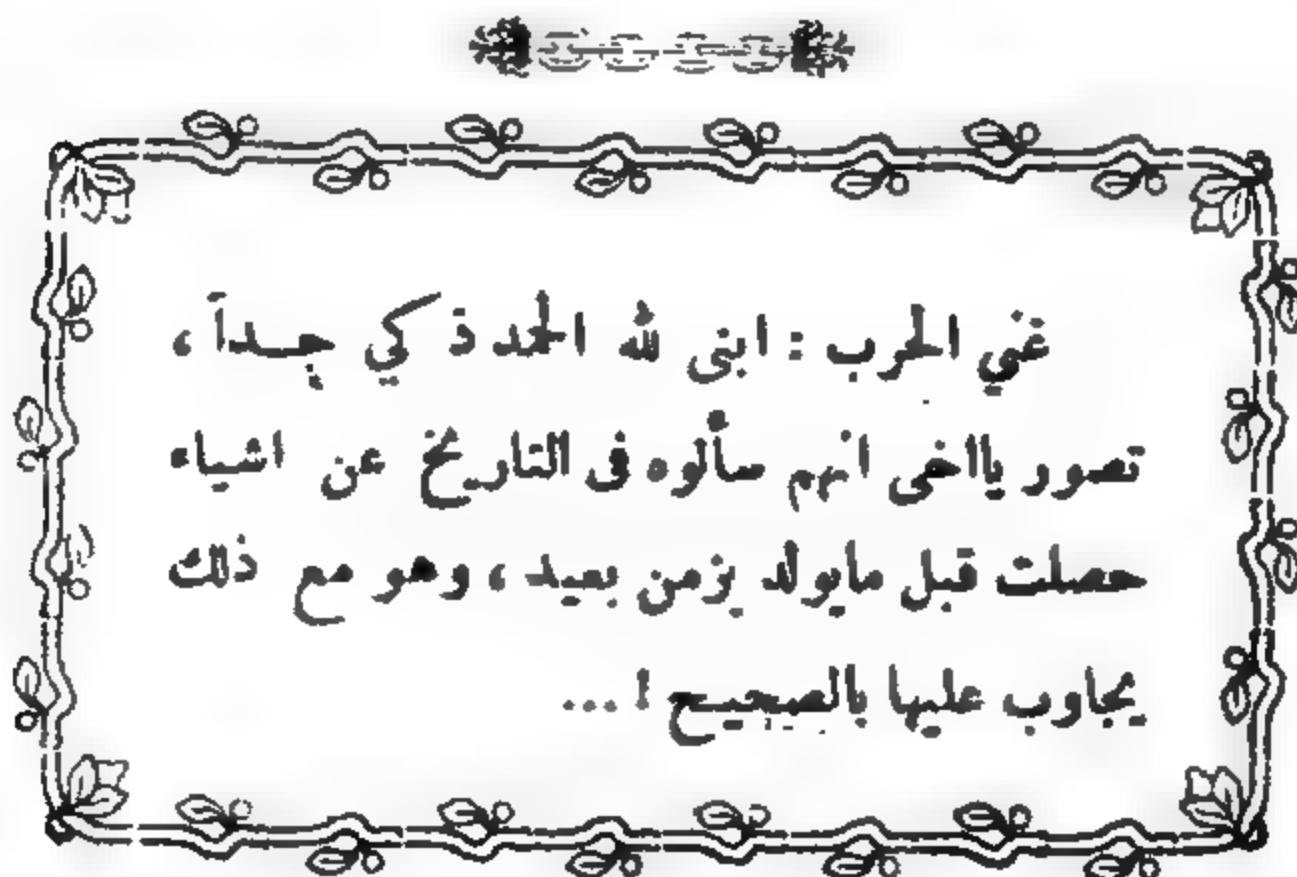 غني الحرب : ابنى لله الحمد ذكي جداً ،
تصور يااخى انهم سألوه فى التاريخ عن اشياء
حصلت قبل مايولد بزمن بعيد ، وهو مع ذلك
يجاوب عليها بالصحيح ! ...